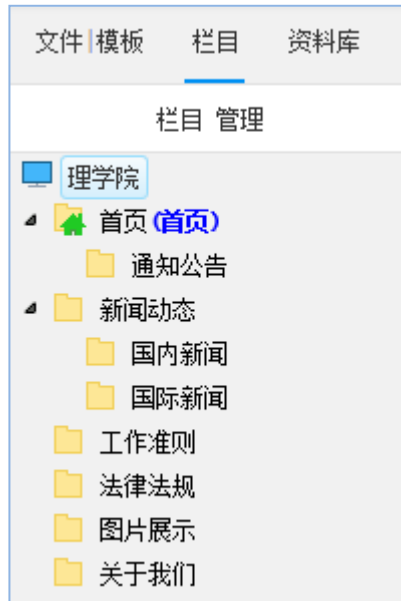 文件|模板 栏目 资料库
栏目 管理
理学院
首页(首页)
通知公告
新闻动态
国内新闻
国际新闻
工作准则
法律法规
图片展示
关于我们